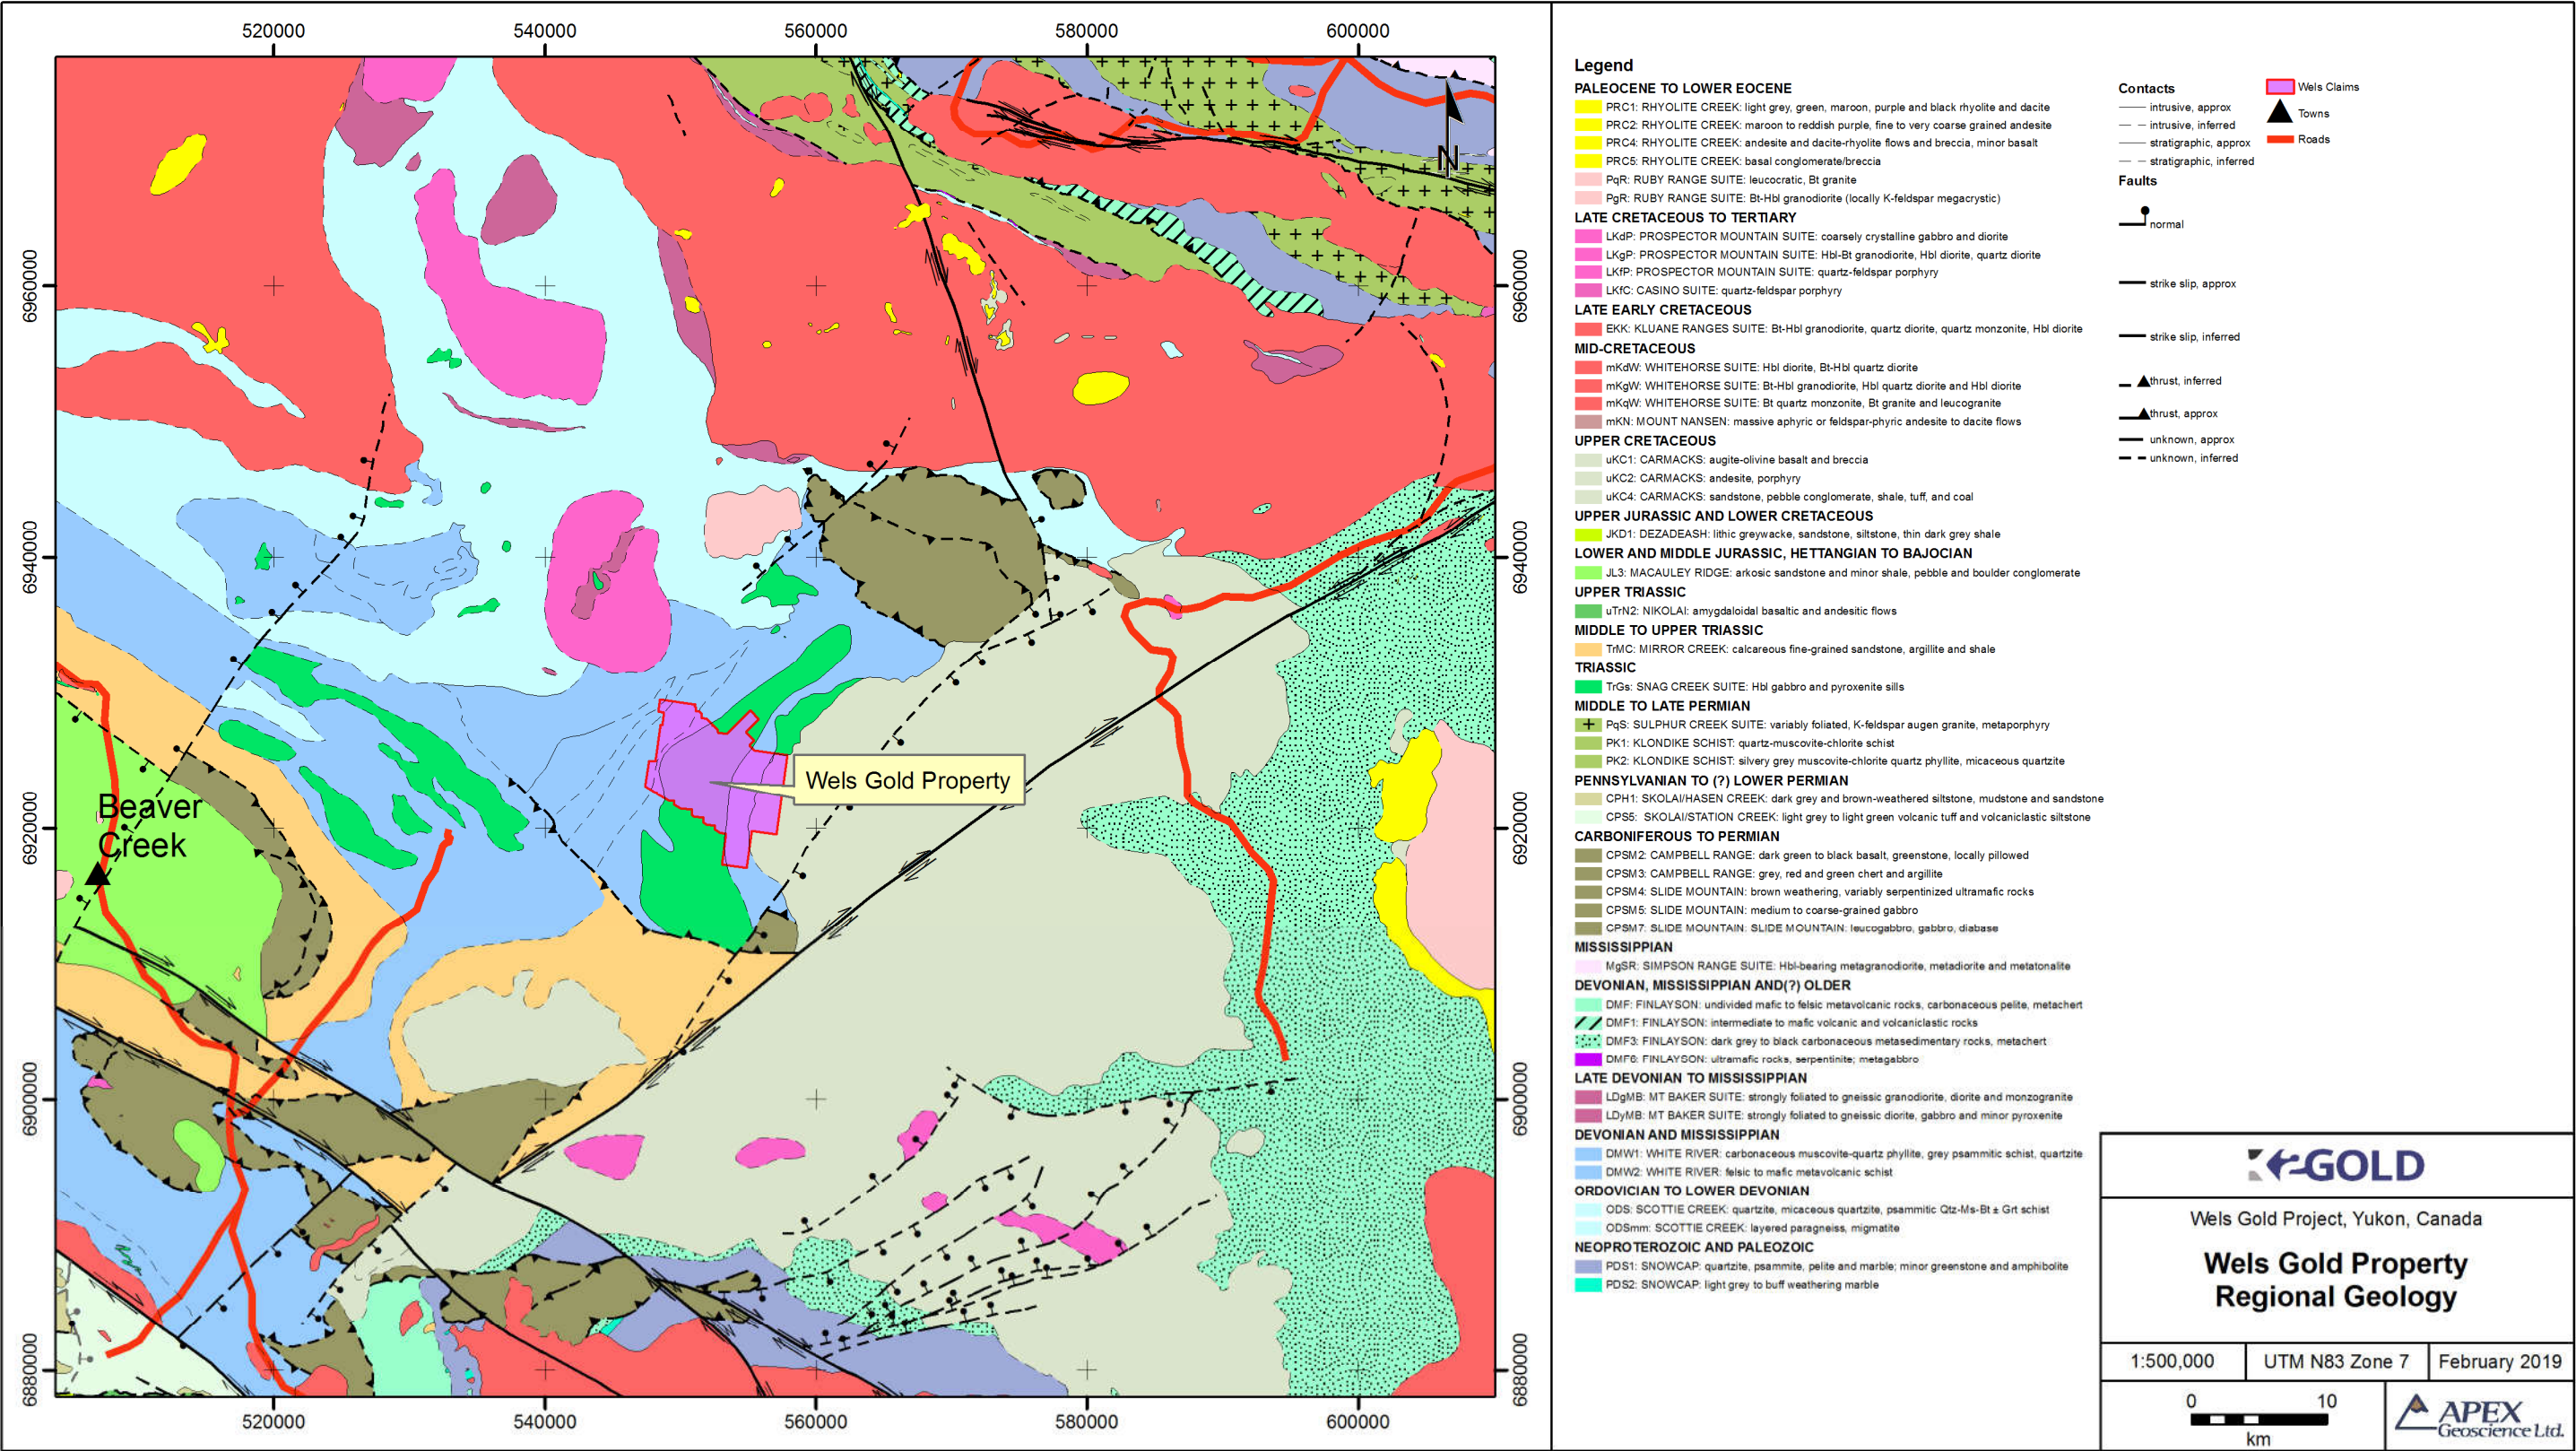 520000 540000 560000 580000 600000
6960000 6960000
6940000 6940000
6920000 6920000
6900000 6900000
6880000 6880000
N
Wels Gold Property
Beaver
Creek
520000 540000 560000 580000 600000
Legend
PALEOCENE TO LOWER EOCENE
PRC1: RHYOLITE CREEK: light grey, green, maroon, purple and black rhyolite and dacite
PRC2: RHYOLITE CREEK: maroon to reddish purple, fine to very coarse grained andesite
PRC4: RHYOLITE CREEK: andesite and dacite-rhyolite flows and breccia, minor basalt
PRC5: RHYOLITE CREEK: basal conglomerate/breccia
PqR: RUBY RANGE SUITE: leucocratic, Bt granite
PgR: RUBY RANGE SUITE: Bt-Hbl granodiorite (locally K-feldspar megacrystic)
LATE CRETACEOUS TO TERTIARY
LKdP: PROSPECTOR MOUNTAIN SUITE: coarsely crystalline gabbro and diorite
LKgP: PROSPECTOR MOUNTAIN SUITE: Hbl-Bt granodiorite, Hbl diorite, quartz diorite
LKfP: PROSPECTOR MOUNTAIN SUITE: quartz-feldspar porphyry
LKfC: CASINO SUITE: quartz-feldspar porphyry
LATE EARLY CRETACEOUS
EKK: KLUANE RANGES SUITE: Bt-Hbl granodiorite, quartz diorite, quartz monzonite, Hbl diorite
MID-CRETACEOUS
mKdW: WHITEHORSE SUITE: Hbl diorite, Bt-Hbl quartz diorite
mKgW: WHITEHORSE SUITE: Bt-Hbl granodiorite, Hbl quartz diorite and Hbl diorite
mKqW: WHITEHORSE SUITE: Bt quartz monzonite, Bt granite and leucogranite
mKN: MOUNT NANSEN: massive aphyric or feldspar-phyric andesite to dacite flows
UPPER CRETACEOUS
uKC1: CARMACKS: augite-olivine basalt and breccia
uKC2: CARMACKS: andesite, porphyry
uKC4: CARMACKS: sandstone, pebble conglomerate, shale, tuff, and coal
UPPER JURASSIC AND LOWER CRETACEOUS
JKD1: DEZADEASH: lithic greywacke, sandstone, siltstone, thin dark grey shale
LOWER AND MIDDLE JURASSIC, HETTANGIAN TO BAJOCIAN
JL3: MACAULEY RIDGE: arkosic sandstone and minor shale, pebble and boulder conglomerate
UPPER TRIASSIC
uTrN2: NIKOLAI: amygdaloidal basaltic and andesitic flows
MIDDLE TO UPPER TRIASSIC
TrMC: MIRROR CREEK: calcareous fine-grained sandstone, argillite and shale
TRIASSIC
TrGs: SNAG CREEK SUITE: Hbl gabbro and pyroxenite sills
MIDDLE TO LATE PERMIAN
PqS: SULPHUR CREEK SUITE: variably foliated, K-feldspar augen granite, metaporphyry
PK1: KLONDIKE SCHIST: quartz-muscovite-chlorite schist
PK2: KLONDIKE SCHIST: silvery grey muscovite-chlorite quartz phyllite, micaceous quartzite
PENNSYLVANIAN TO (?) LOWER PERMIAN
CPH1: SKOLAI/HASEN CREEK: dark grey and brown-weathered siltstone, mudstone and sandstone
CPS5: SKOLAI/STATION CREEK: light grey to light green volcanic tuff and volcaniclastic siltstone
CARBONIFEROUS TO PERMIAN
CPSM2: CAMPBELL RANGE: dark green to black basalt, greenstone, locally pillowed
CPSM3: CAMPBELL RANGE: grey, red and green chert and argillite
CPSM4: SLIDE MOUNTAIN: brown weathering, variably serpentinized ultramafic rocks
CPSM5: SLIDE MOUNTAIN: medium to coarse-grained gabbro
CPSM7: SLIDE MOUNTAIN: SLIDE MOUNTAIN: leucogabbro, gabbro, diabase
MISSISSIPPIAN
MgSR: SIMPSON RANGE SUITE: Hbl-bearing metagranodiorite, metadiorite and metatonalite
DEVONIAN, MISSISSIPPIAN AND(?) OLDER
DMF: FINLAYSON: undivided mafic to felsic metavolcanic rocks, carbonaceous pelite, metachert
DMF1: FINLAYSON: intermediate to mafic volcanic and volcaniclastic rocks
DMF3: FINLAYSON: dark grey to black carbonaceous metasedimentary rocks, metachert
DMF6: FINLAYSON: ultramafic rocks, serpentinite; metagabbro
LATE DEVONIAN TO MISSISSIPPIAN
LDgMB: MT BAKER SUITE: strongly foliated to gneissic granodiorite, diorite and monzogranite
LDyMB: MT BAKER SUITE: strongly foliated to gneissic diorite, gabbro and minor pyroxenite
DEVONIAN AND MISSISSIPPIAN
DMW1: WHITE RIVER: carbonaceous muscovite-quartz phyllite, grey psammitic schist, quartzite
DMW2: WHITE RIVER: felsic to mafic metavolcanic schist
ORDOVICIAN TO LOWER DEVONIAN
ODS: SCOTTIE CREEK: quartzite, micaceous quartzite, psammitic Qtz-Ms-Bt ± Grt schist
ODSmm: SCOTTIE CREEK: layered paragneiss, migmatite
NEOPROTEROZOIC AND PALEOZOIC
PDS1: SNOWCAP: quartzite, psammite, pelite and marble; minor greenstone and amphibolite
PDS2: SNOWCAP: light grey to buff weathering marble
Contacts
intrusive, approx
intrusive, inferred
stratigraphic, approx
stratigraphic, inferred
Faults
normal
strike slip, approx
strike slip, inferred
thrust, inferred
thrust, approx
unknown, approx
unknown, inferred
Wels Claims
Towns
Roads
K2 GOLD
Wels Gold Project, Yukon, Canada
Wels Gold Property
Regional Geology
1:500,000 UTM N83 Zone 7 February 2019
0 10
km
APEX
Geoscience Ltd.